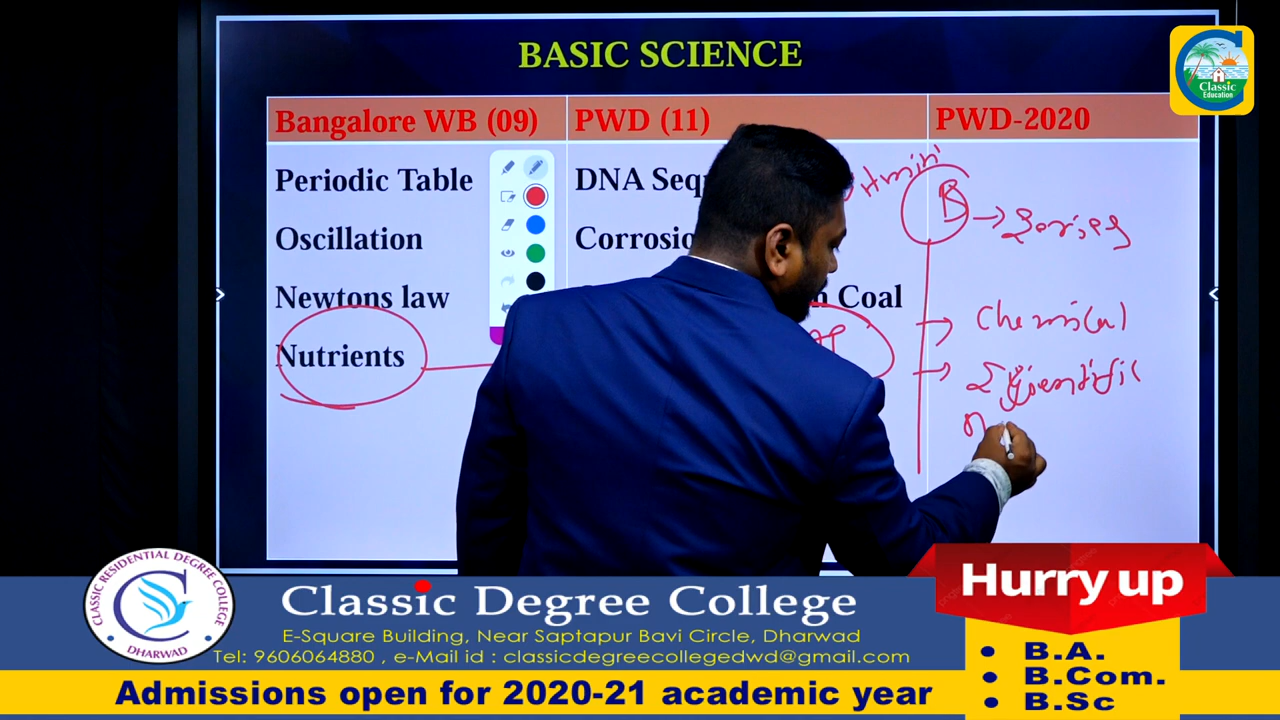 BASIC SCIENCE
Classic
Education
Bangalore WB (09) PWD (11) PWD-2020
Periodic Table DNA Seq
Oscillation Corrosio
Newtons law Coal
Nutrients
B
Chemical
CLASSIC RESIDENTIAL DEGREE COLLEGE
DHARWAD
Classic Degree College
E-Square Building, Near Saptapur Bavi Circle, Dharwad
Tel: 9606064880 , e-Mail id : classicdegreecollegedwd@gmail.com
Admissions open for 2020-21 academic year
Hurry up
• B.A.
• B.Com.
• B.Sc